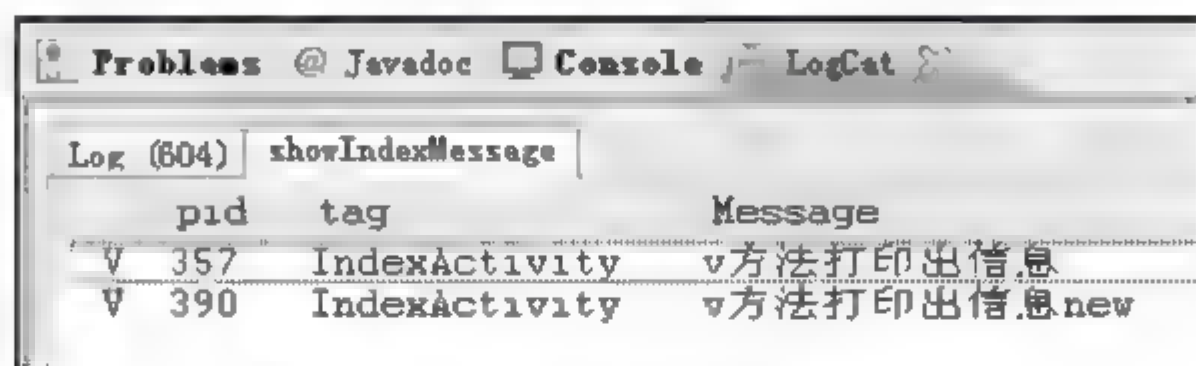 Problems @ Javadoc Console LogCat
Log (604) showIndexMessage
pid tag Message
V 357 IndexActivity v方法打印出信息
V 390 IndexActivity v方法打印出信息new